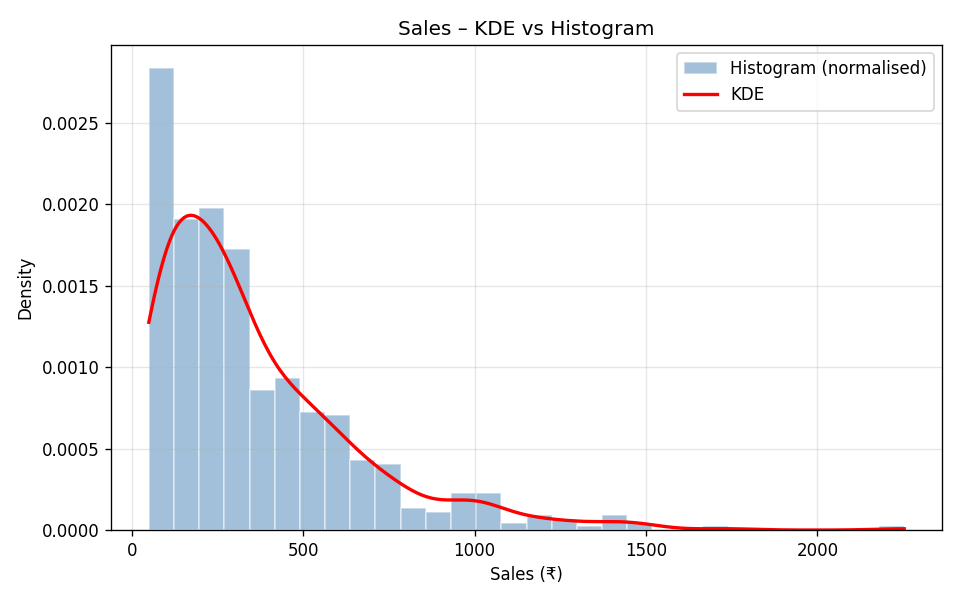 Sales – KDE vs Histogram
Histogram (normalised)
KDE
Density
0.0025
0.0020
0.0015
0.0010
0.0005
0.0000
0
500
1000
1500
2000
Sales (₹)